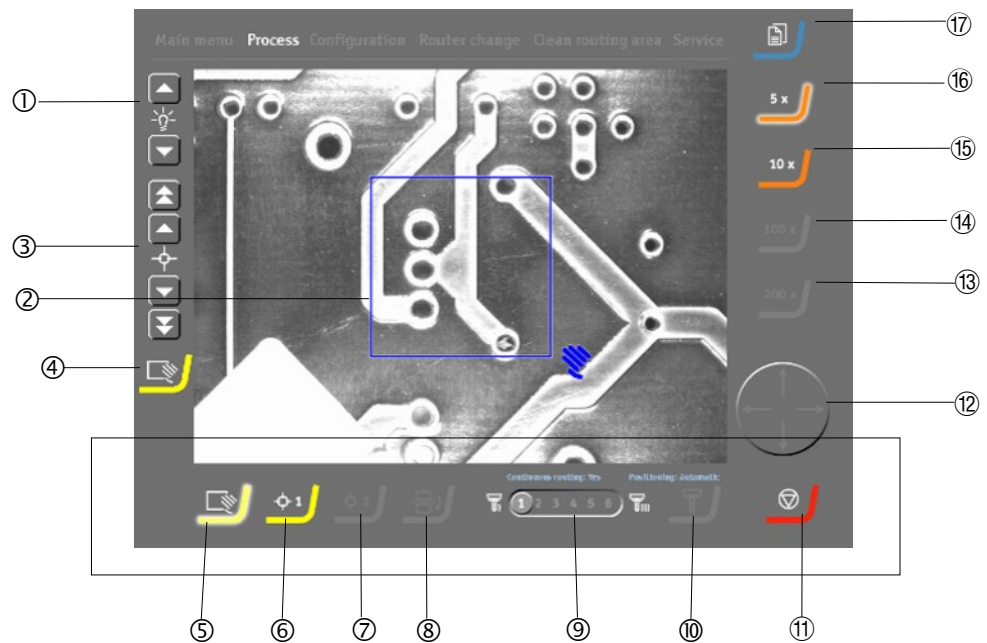 Main menu Process Configuration Router change Clean routing area Service
⑰
①
5 x
⑯
10 x
⑮
③
100 x
⑭
②
200 x
⑬
④
⑫
Continuous routing: Yes Positioning: Automatic
1
2
1 2 3 4 5 6
⑤
⑥
⑦
⑧
⑨
⑩
⑪